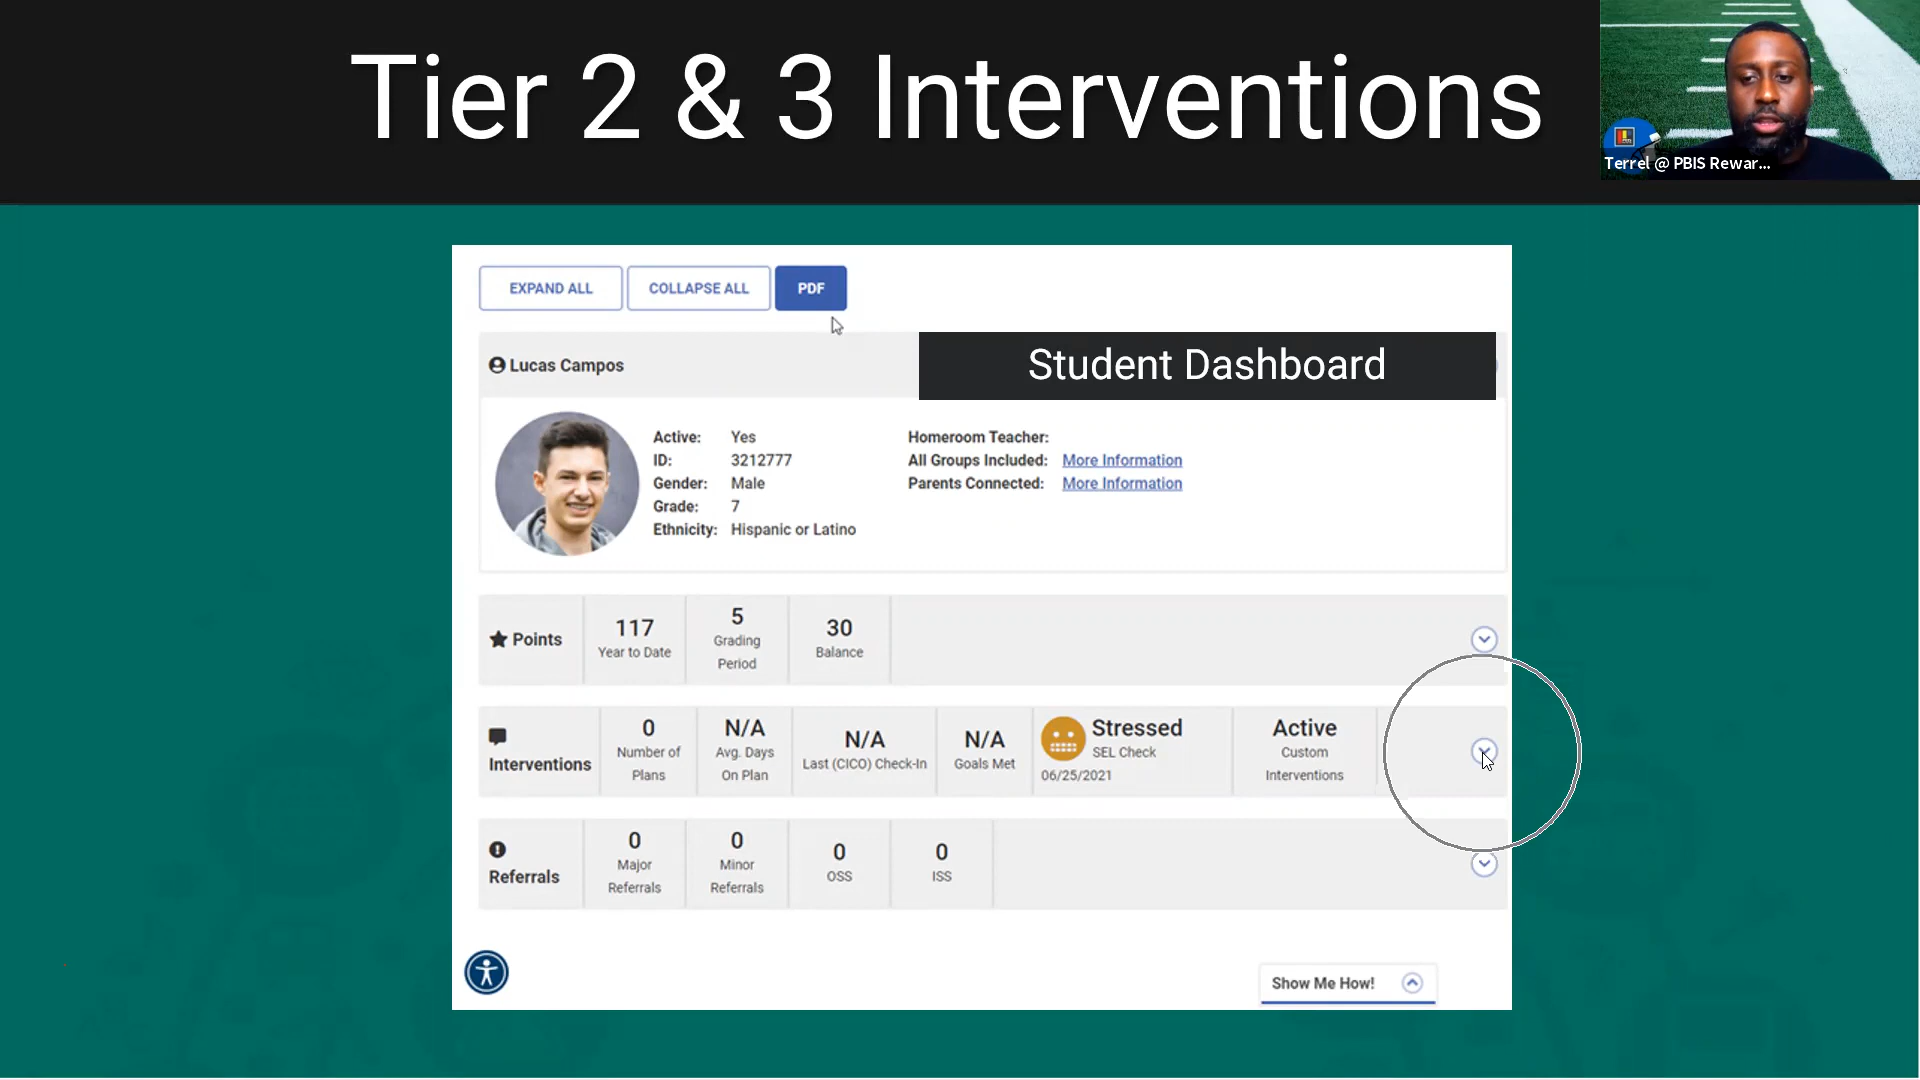 Tier 2 & 3 Interventions
Terrel @ PBIS Rewar...
EXPAND ALL
COLLAPSE ALL
PDF
Lucas Campos
Student Dashboard
Active: Yes
ID: 3212777
Gender: Male
Grade: 7
Ethnicity: Hispanic or Latino
Homeroom Teacher:
All Groups Included: More Information
Parents Connected: More Information
Points
117
Year to Date
5
Grading
Period
30
Balance
Interventions
0
Number of
Plans
N/A
Avg. Days
On Plan
N/A
Last (CICO) Check-In
N/A
Goals Met
Stressed
SEL Check
06/25/2021
Active
Custom
Interventions
Referrals
0
Major
Referrals
0
Minor
Referrals
0
OSS
0
ISS
Show Me How!